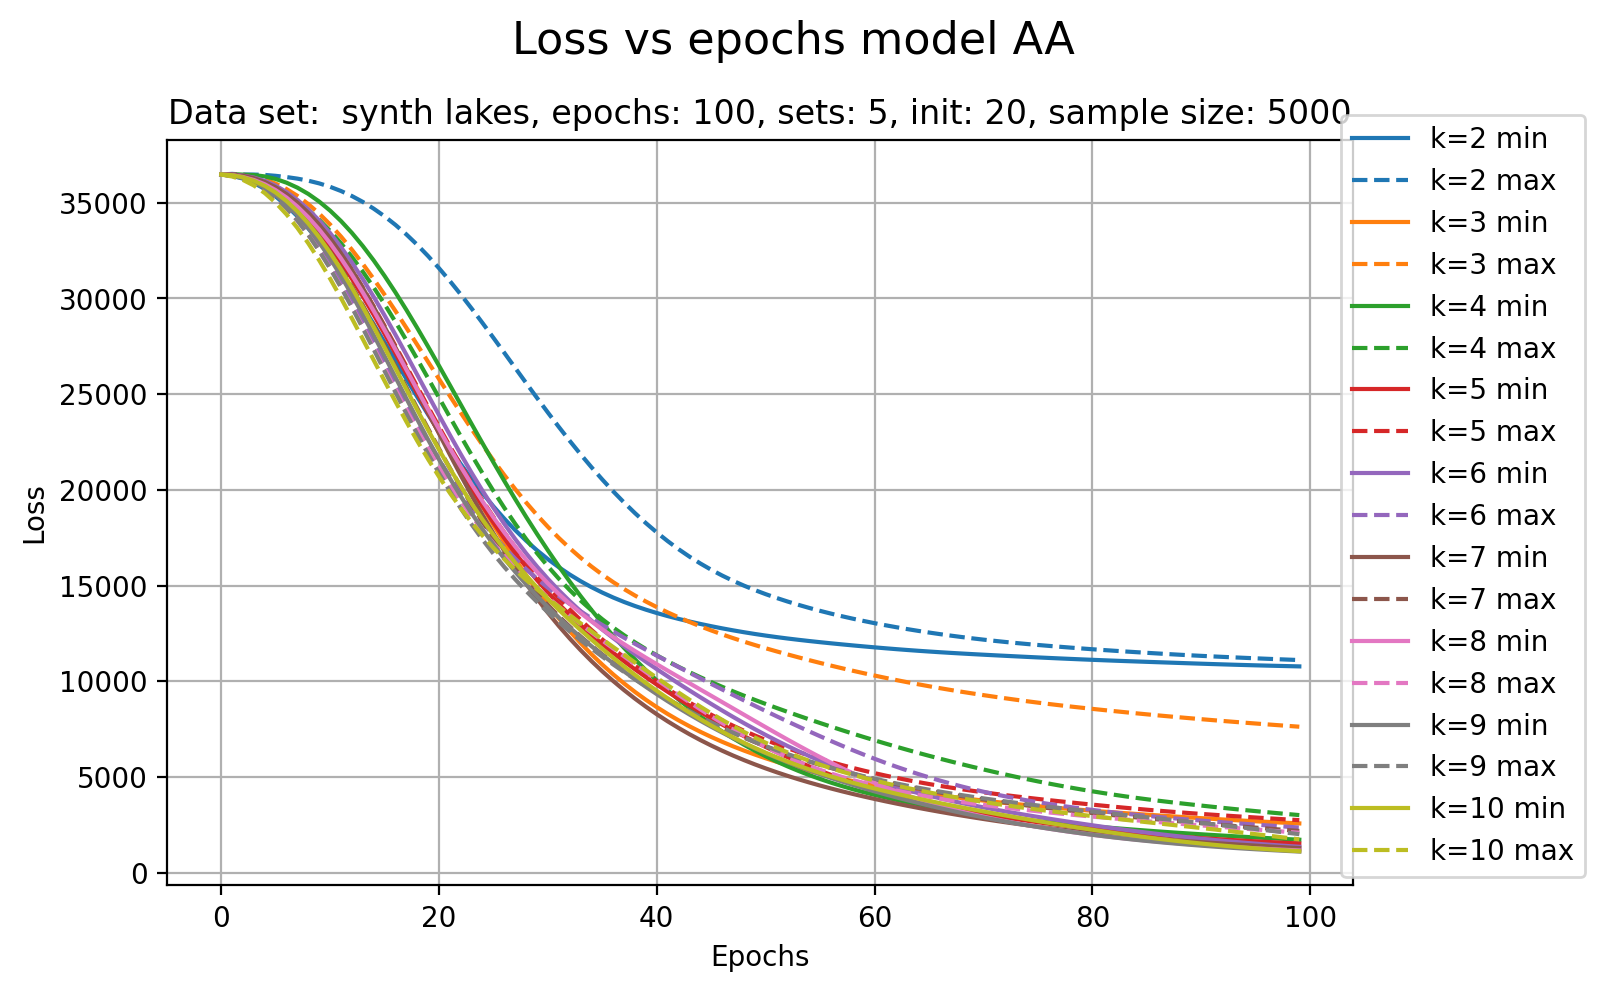 Loss vs epochs model AA
Data set:  synth lakes, epochs: 100, sets: 5, init: 20, sample size: 5000
Loss
35000
30000
25000
20000
15000
10000
5000
0
0 20 40 60 80 100
Epochs
k=2 min
k=2 max
k=3 min
k=3 max
k=4 min
k=4 max
k=5 min
k=5 max
k=6 min
k=6 max
k=7 min
k=7 max
k=8 min
k=8 max
k=9 min
k=9 max
k=10 min
k=10 max